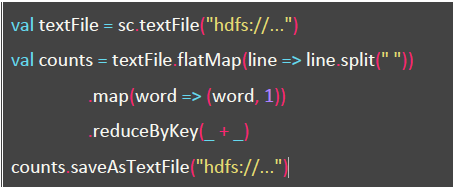 val textFile = sc.textFile("hdfs://...")
val counts = textFile.flatMap(line => line.split(" "))
.map(word => (word, 1))
.reduceByKey(_ + _)
counts.saveAsTextFile("hdfs://...")